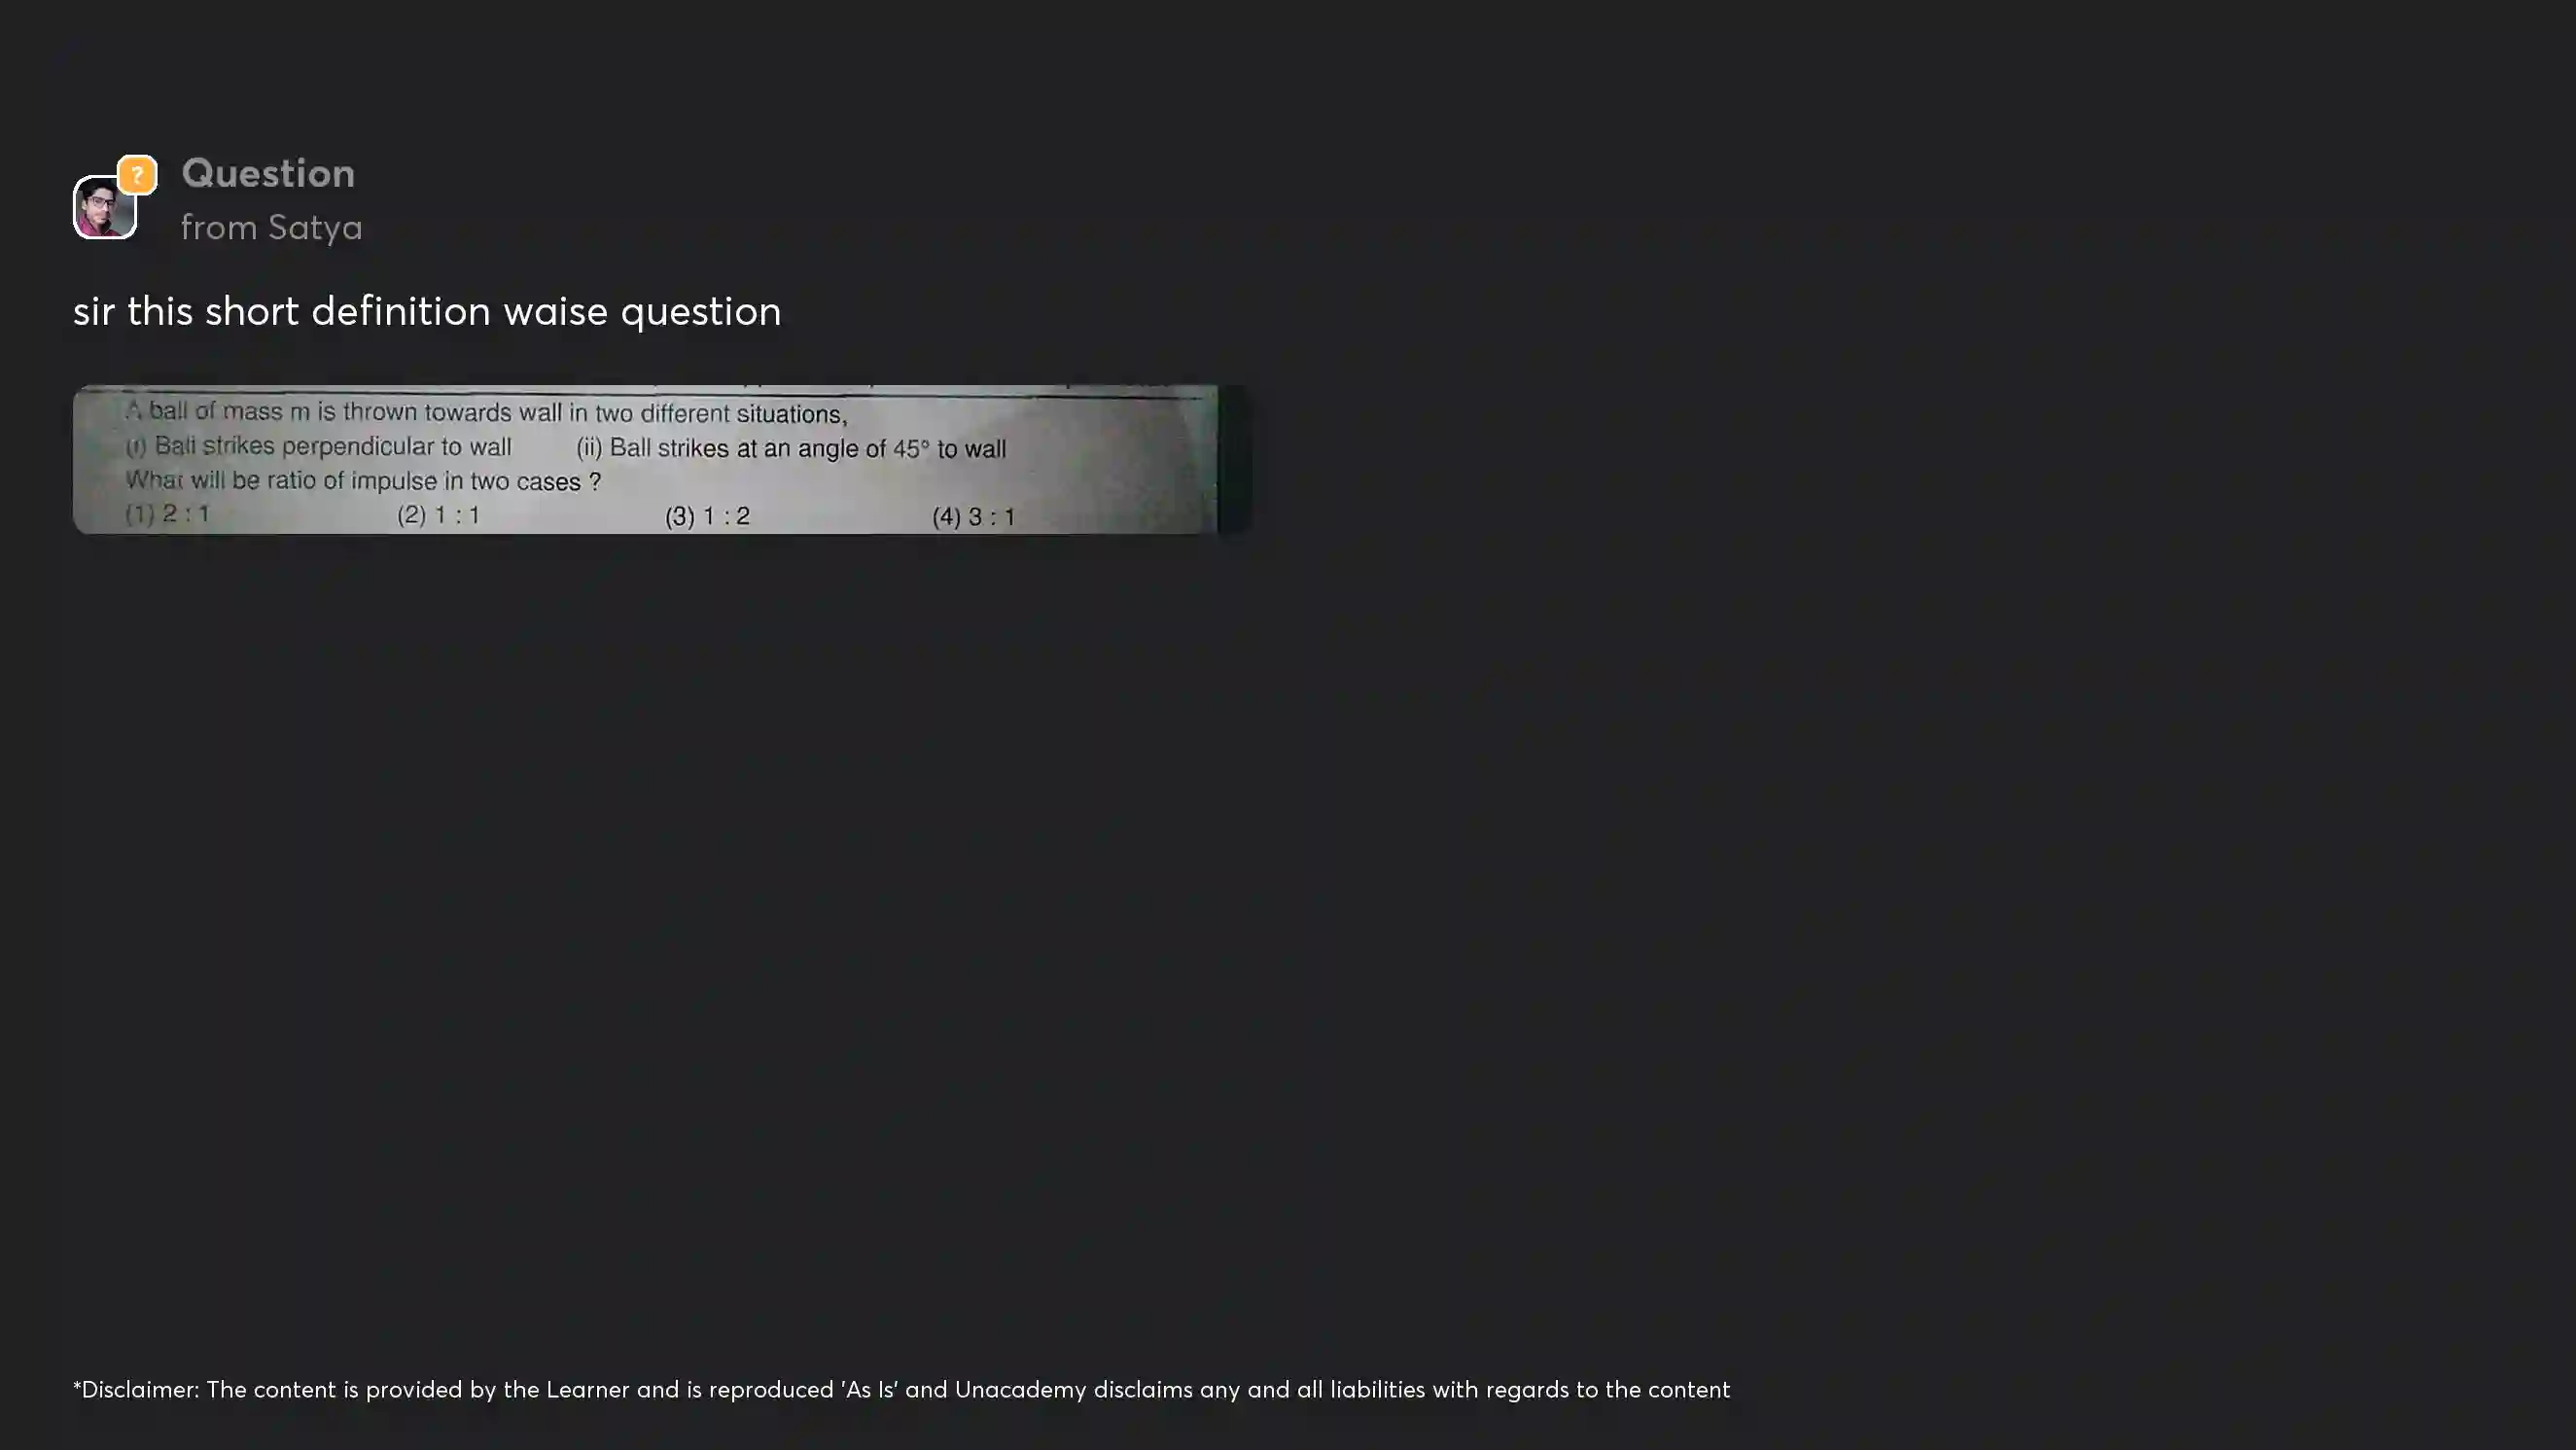 ?
Question
from Satya
sir this short definition waise question
A ball of mass m is thrown towards wall in two different situations,
(i) Ball strikes perpendicular to wall (ii) Ball strikes at an angle of 45° to wall
What will be ratio of impulse in two cases ?
(1) 2 : 1 (2) 1 : 1 (3) 1 : 2 (4) 3 : 1
*Disclaimer: The content is provided by the Learner and is reproduced 'As Is' and Unacademy disclaims any and all liabilities with regards to the content